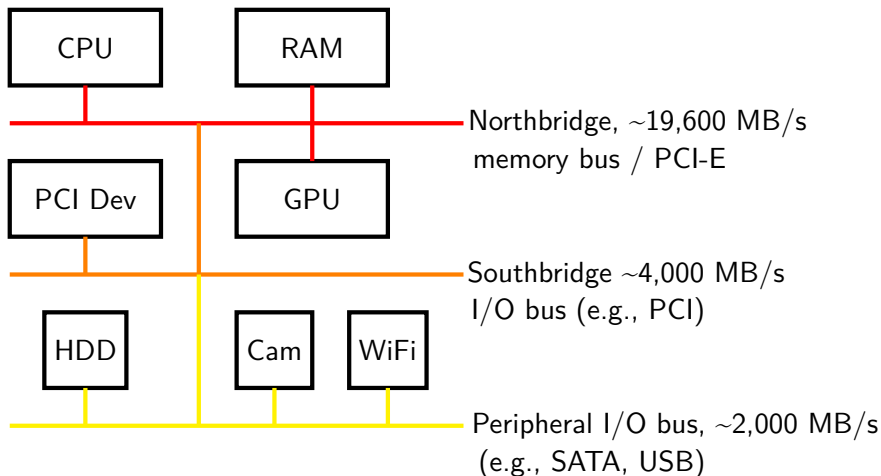 CPU
RAM
Northbridge, ~19,600 MB/s
memory bus / PCI-E
PCI Dev
GPU
Southbridge ~4,000 MB/s
I/O bus (e.g., PCI)
HDD
Cam
WiFi
Peripheral I/O bus, ~2,000 MB/s
(e.g., SATA, USB)